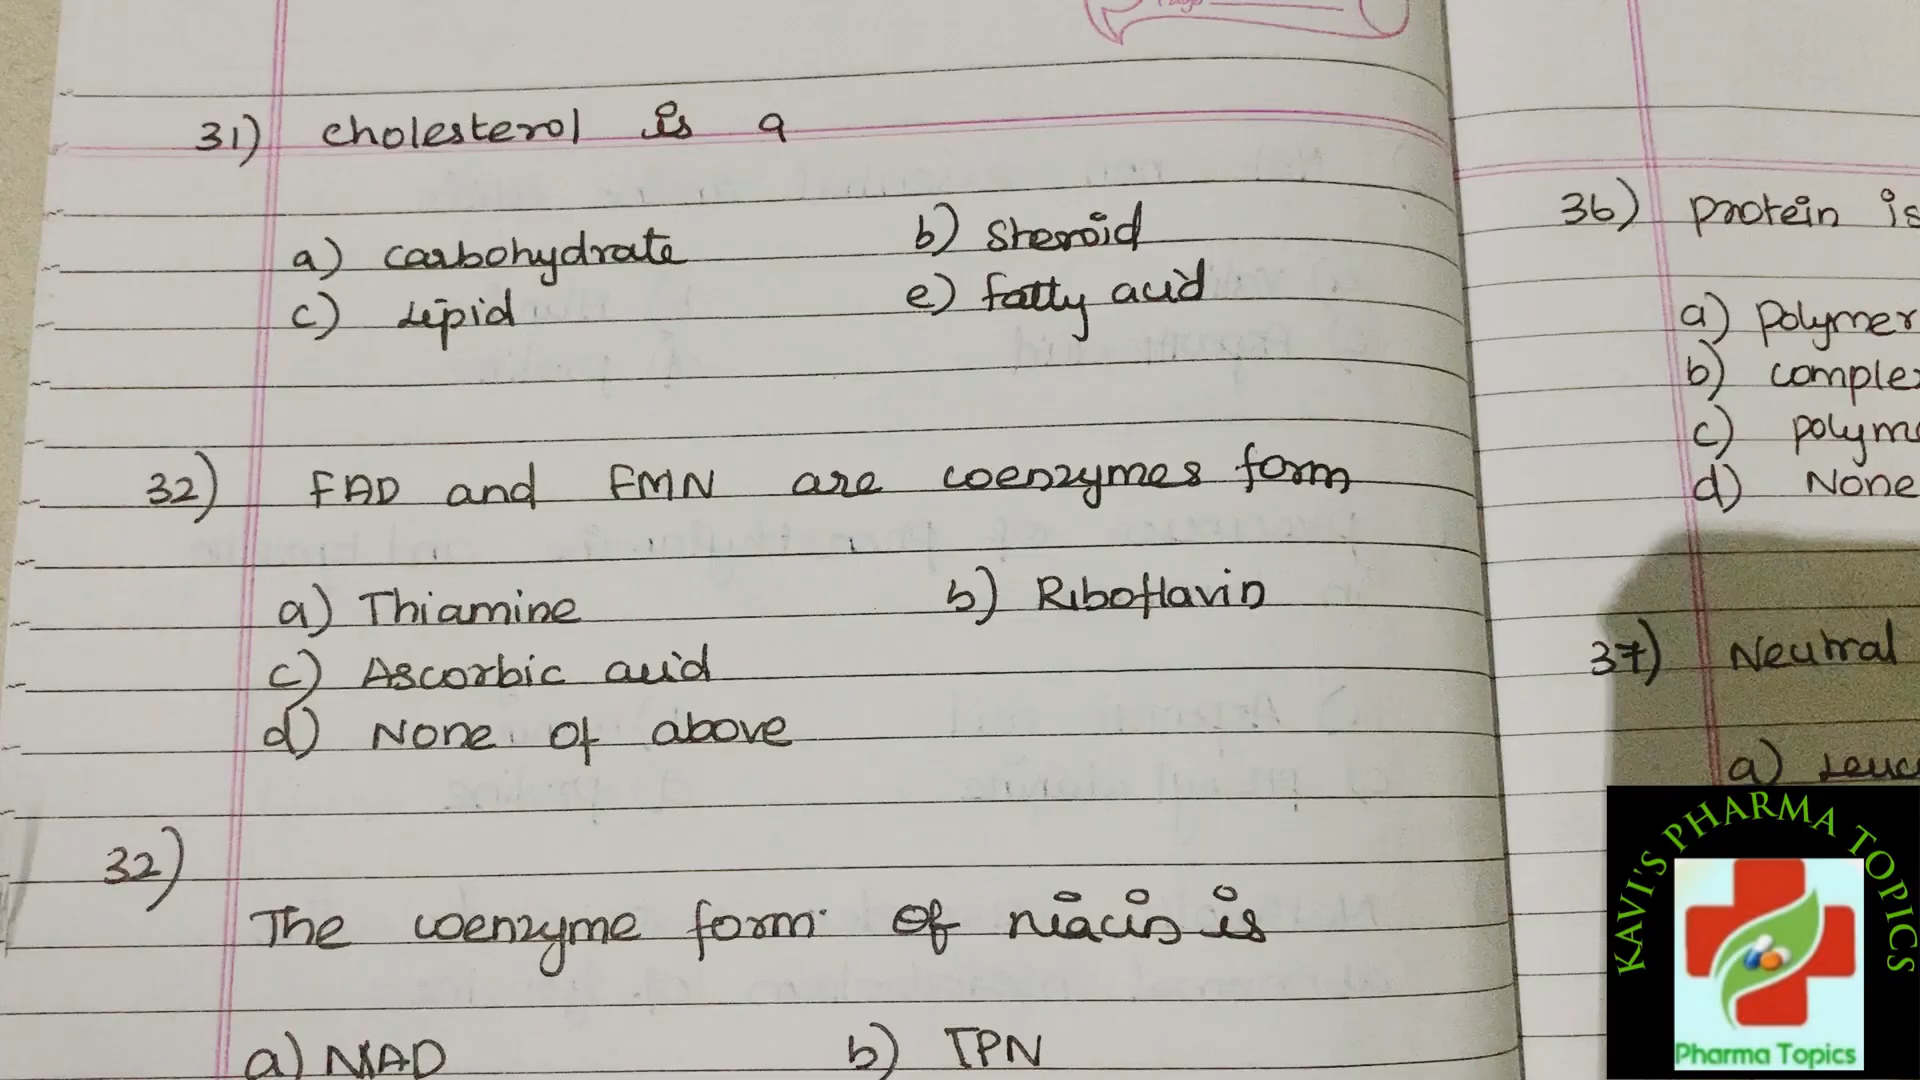 31) cholesterol is a
a) carbohydrate b) steroid
c) Lipid e) fatty acid
32) FAD and FMN are coenzymes form
a) Thiamine b) Riboflavin
c) Ascorbic acid
d) None of above
32)
The coenzyme form of niacin is
a) NAD b) TPN
36) protein is
a) polymer
b)
c)
d) None
37) Neutral
a)
KAVI'S PHARMA TOPICS
Pharma Topics